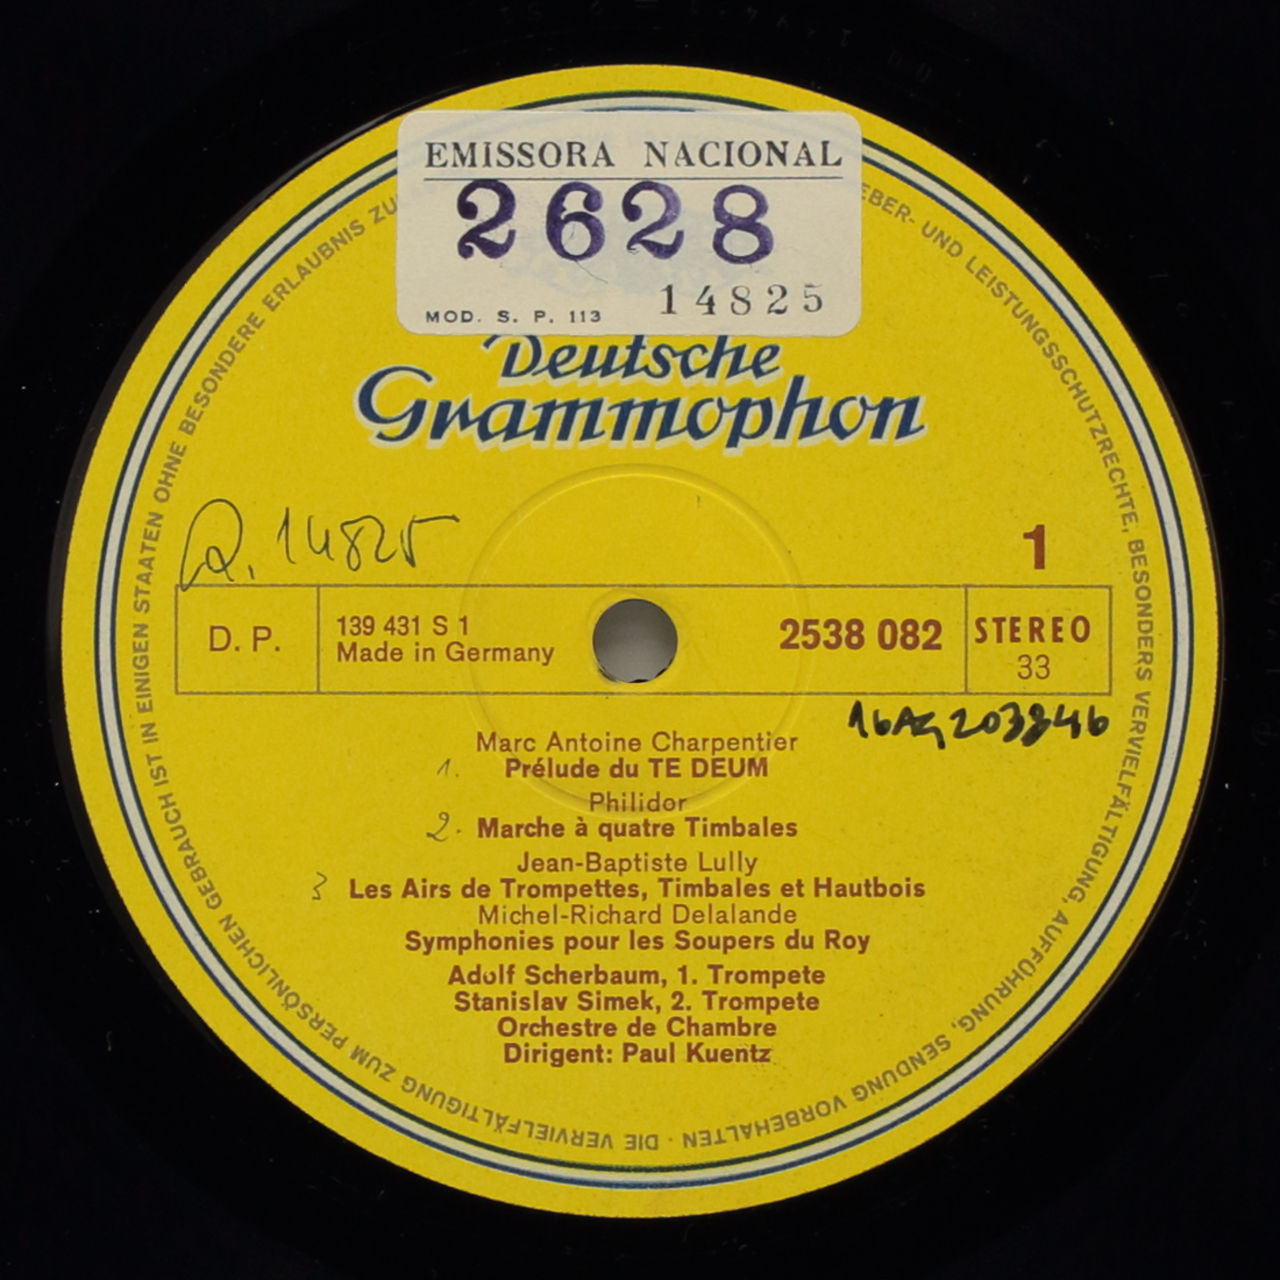 EMISSORA NACIONAL
2628
MOD. S. P. 113 14825
Deutsche
Grammophon
Q. 14825
1
D. P.
139 431 S 1
Made in Germany
2538 082
STEREO
33
16AG203346
Marc Antoine Charpentier
1. Prélude du TE DEUM
Philidor
2. Marche à quatre Timbales
Jean-Baptiste Lully
3 Les Airs de Trompettes, Timbales et Hautbois
Michel-Richard Delalande
Symphonies pour les Soupers du Roy
Adolf Scherbaum, 1. Trompete
Stanislav Simek, 2. Trompete
Orchestre de Chambre
Dirigent: Paul Kuentz
EBER- UND LEISTUNGSSCHUTZRECHTE, BESONDERS VERVIELFÄLTIGUNG, AUFFÜHRUNG, SENDUNG VORBEHALTEN · DIE VERVIELFÄLTIGUNG ZUM PERSÖNLICHEN GEBRAUCH IST IN EINIGEN STAATEN OHNE BESONDERE ERLAUBNIS ZU